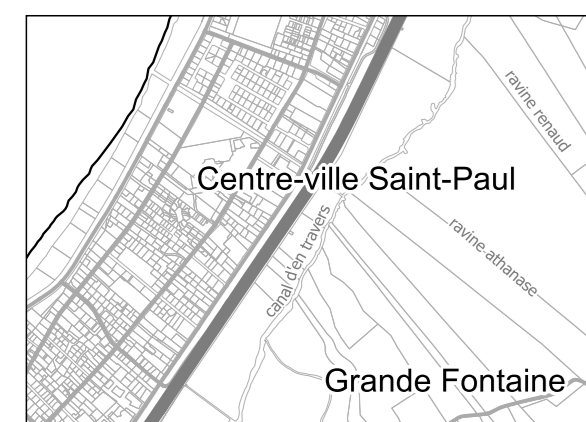 ravine renaud
Centre-ville Saint-Paul
canal d'en travers
ravine athanase
Grande Fontaine